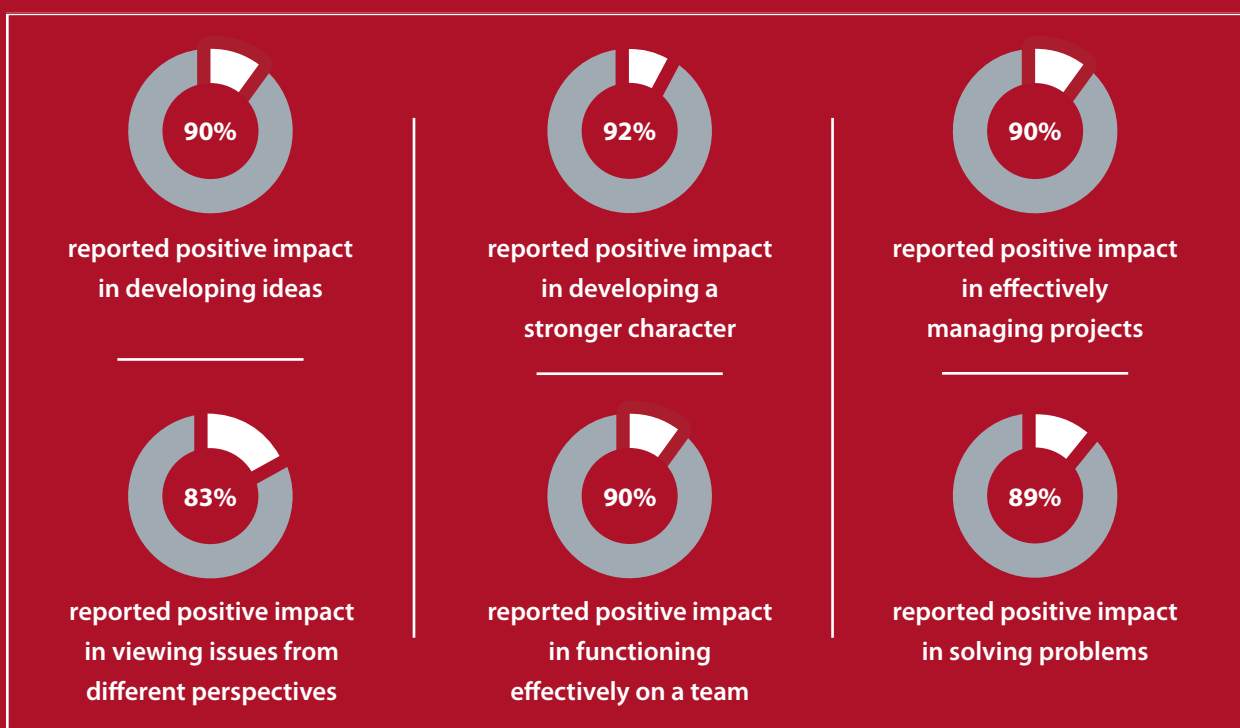 90%
reported positive impact
in developing ideas
92%
reported positive impact
in developing a
stronger character
90%
reported positive impact
in effectively
managing projects
83%
reported positive impact
in viewing issues from
different perspectives
90%
reported positive impact
in functioning
effectively on a team
89%
reported positive impact
in solving problems